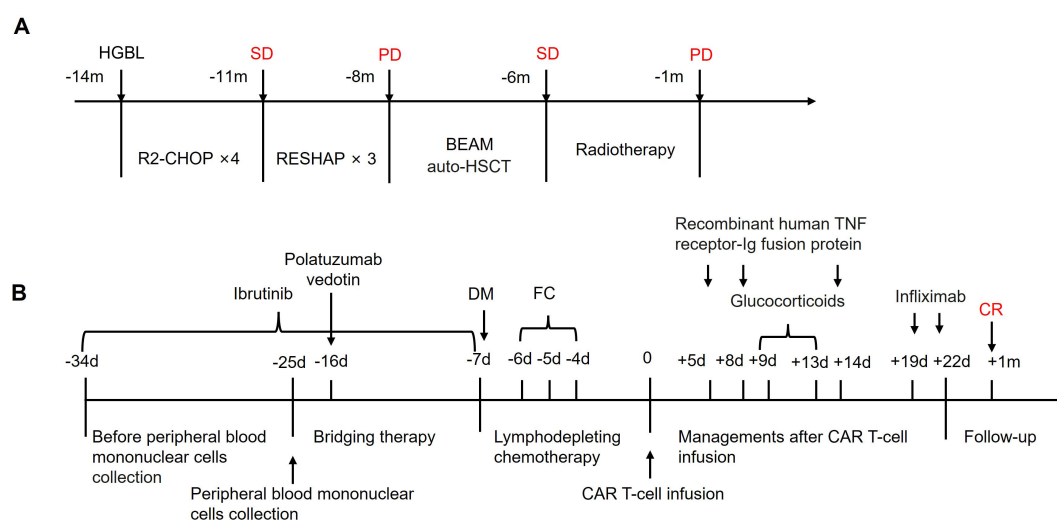 A
HGBL
SD
PD
SD
PD
-14m
-11m
-8m
-6m
-1m
R2-CHOP ×4
RESHAP × 3
BEAM
auto-HSCT
Radiotherapy
Recombinant human TNF
receptor-Ig fusion protein
B
Polatuzumab
vedotin
Ibrutinib
DM
FC
Glucocorticoids
Infliximab
CR
-34d
-25d
-16d
-7d
-6d
-5d
-4d
0
+5d
+8d
+9d
+13d
+14d
+19d
+22d
+1m
Before peripheral blood
mononuclear cells
collection
Bridging therapy
Lymphodepleting
chemotherapy
Managements after CAR T-cell
infusion
Follow-up
Peripheral blood mononuclear
cells collection
CAR T-cell infusion